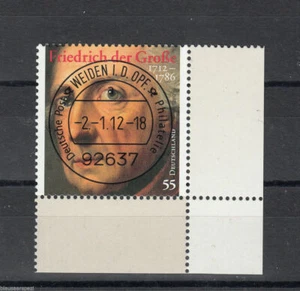 Friedrich der Große
1712–
1786
Deutsche Post
WEIDEN I. D. OPF.
Philatelie
-2.-1.12-18
92637
DEUTSCHLAND
55